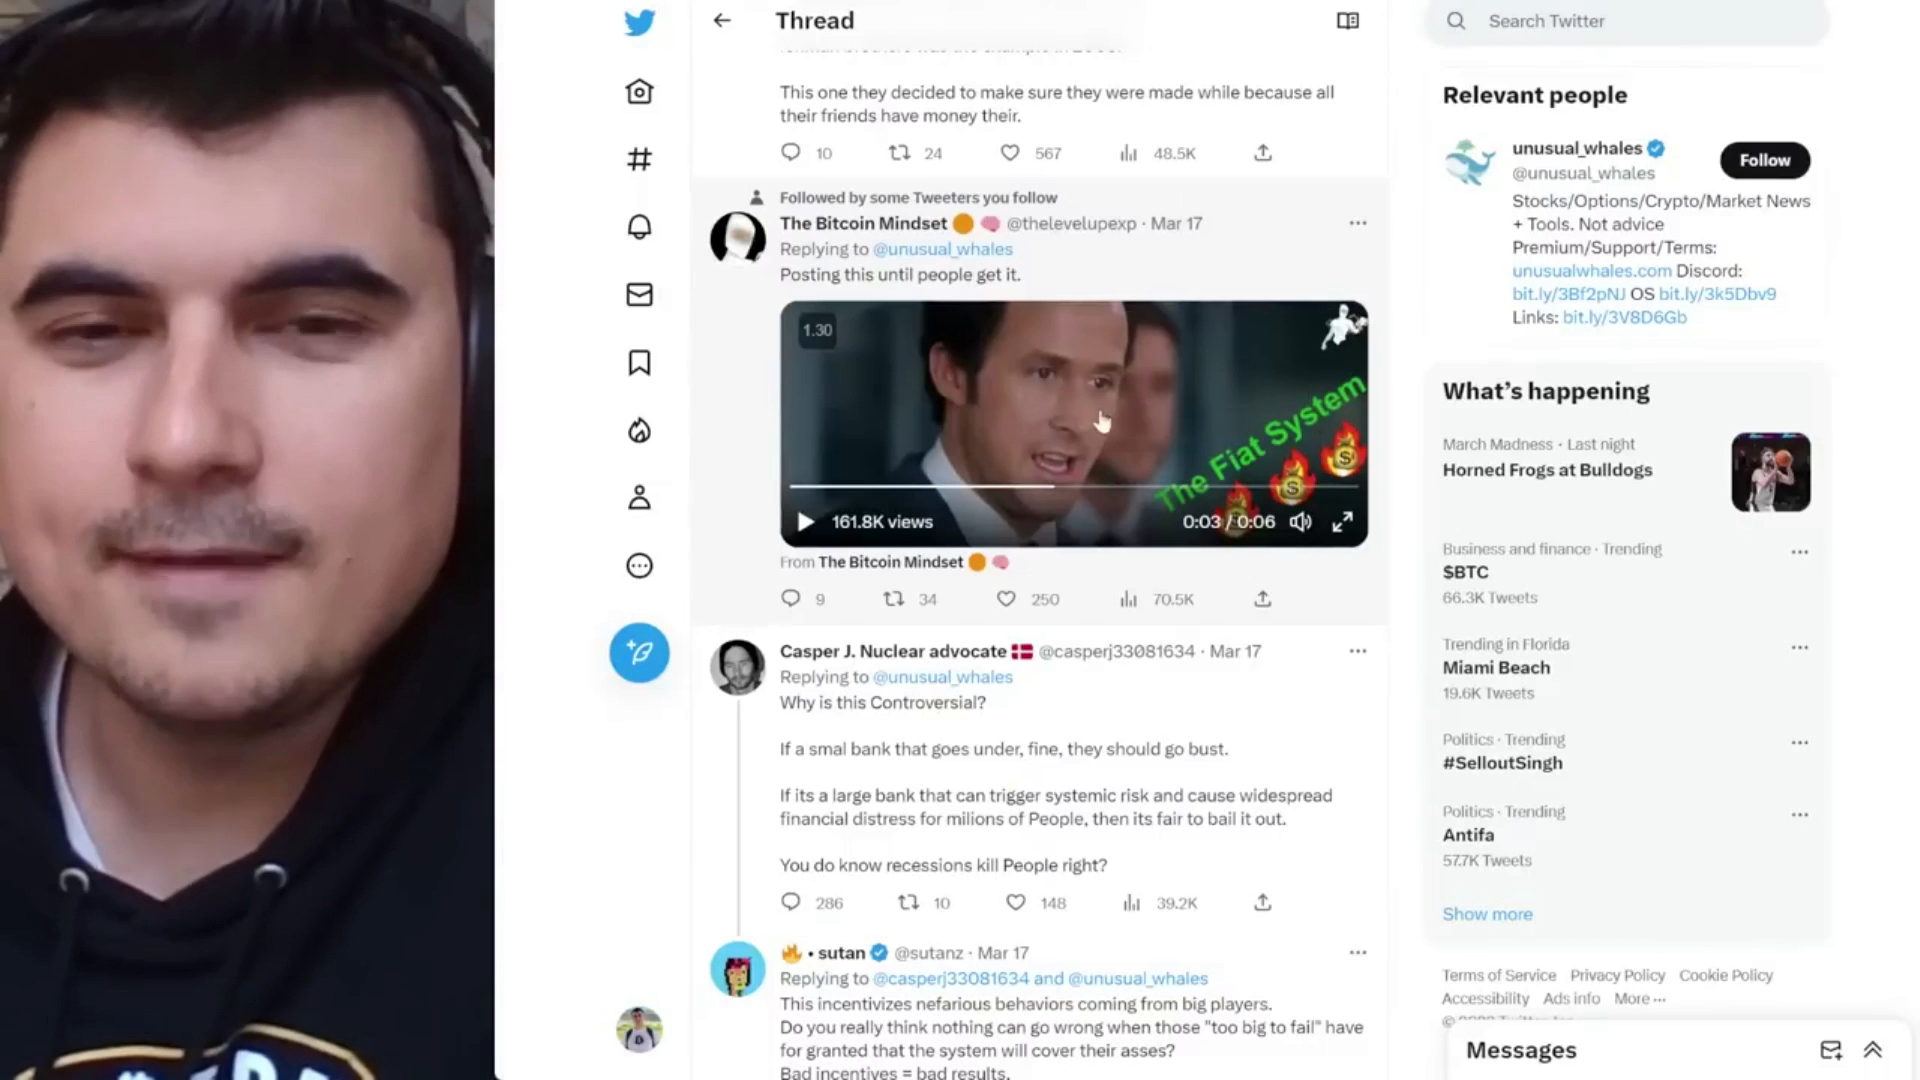 Thread
This one they decided to make sure they were made while because all
their friends have money their.
10 24 567 48.5K
Followed by some Tweeters you follow
The Bitcoin Mindset @thelevelupexp · Mar 17
Replying to @unusual_whales
Posting this until people get it.
1.30
The Fiat System
161.8K views
0:03 / 0:06
From The Bitcoin Mindset
9 34 250 70.5K
Casper J. Nuclear advocate @casperj33081634 · Mar 17
Replying to @unusual_whales
Why is this Controversial?
If a smal bank that goes under, fine, they should go bust.
If its a large bank that can trigger systemic risk and cause widespread
financial distress for milions of People, then its fair to bail it out.
You do know recessions kill People right?
286 10 148 39.2K
• sutan @sutanz · Mar 17
Replying to @casperj33081634 and @unusual_whales
This incentivizes nefarious behaviors coming from big players.
Do you really think nothing can go wrong when those "too big to fail" have
for granted that the system will cover their asses?
Bad incentives = bad results.
Search Twitter
Relevant people
unusual_whales
@unusual_whales
Follow
Stocks/Options/Crypto/Market News
+ Tools. Not advice
Premium/Support/Terms:
unusualwhales.com Discord:
bit.ly/3Bf2pNJ OS bit.ly/3k5Dbv9
Links: bit.ly/3V8D6Gb
What's happening
March Madness · Last night
Horned Frogs at Bulldogs
Business and finance · Trending
$BTC
66.3K Tweets
Trending in Florida
Miami Beach
19.6K Tweets
Politics · Trending
#SelloutSingh
Politics · Trending
Antifa
57.7K Tweets
Show more
Terms of Service Privacy Policy Cookie Policy
Accessibility Ads info More ...
Messages